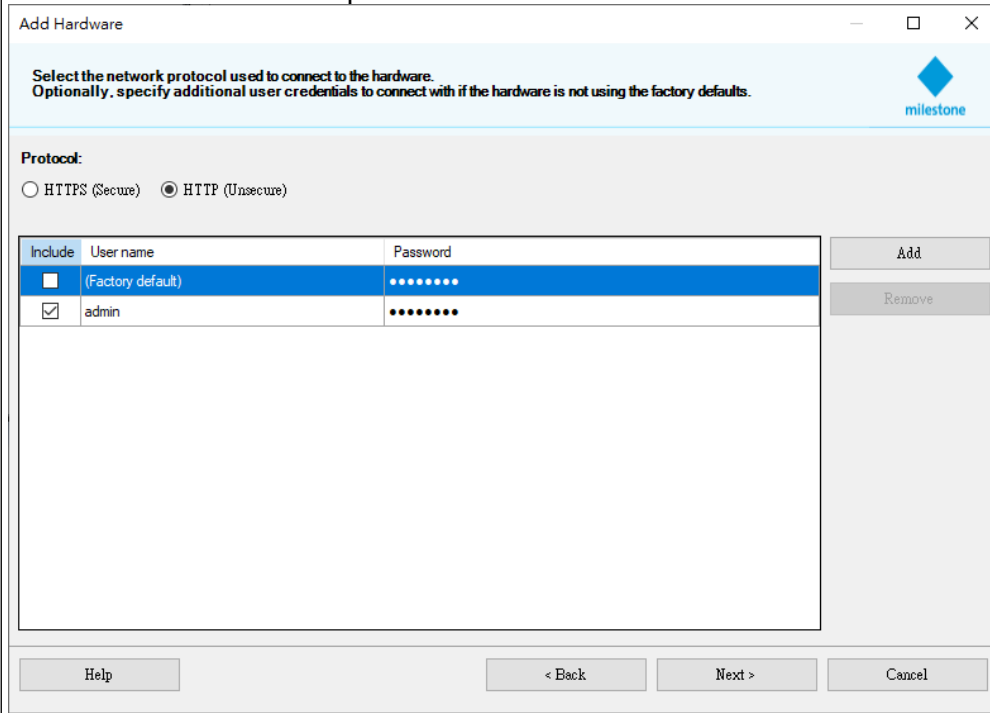 Add Hardware
Select the network protocol used to connect to the hardware.
Optionally, specify additional user credentials to connect with if the hardware is not using the factory defaults.
milestone
Protocol:
HTTPS (Secure) HTTP (Unsecure)
Include User name Password Add
(Factory default) ●●●●●●●● Remove
admin ●●●●●●●●
Help < Back Next > Cancel